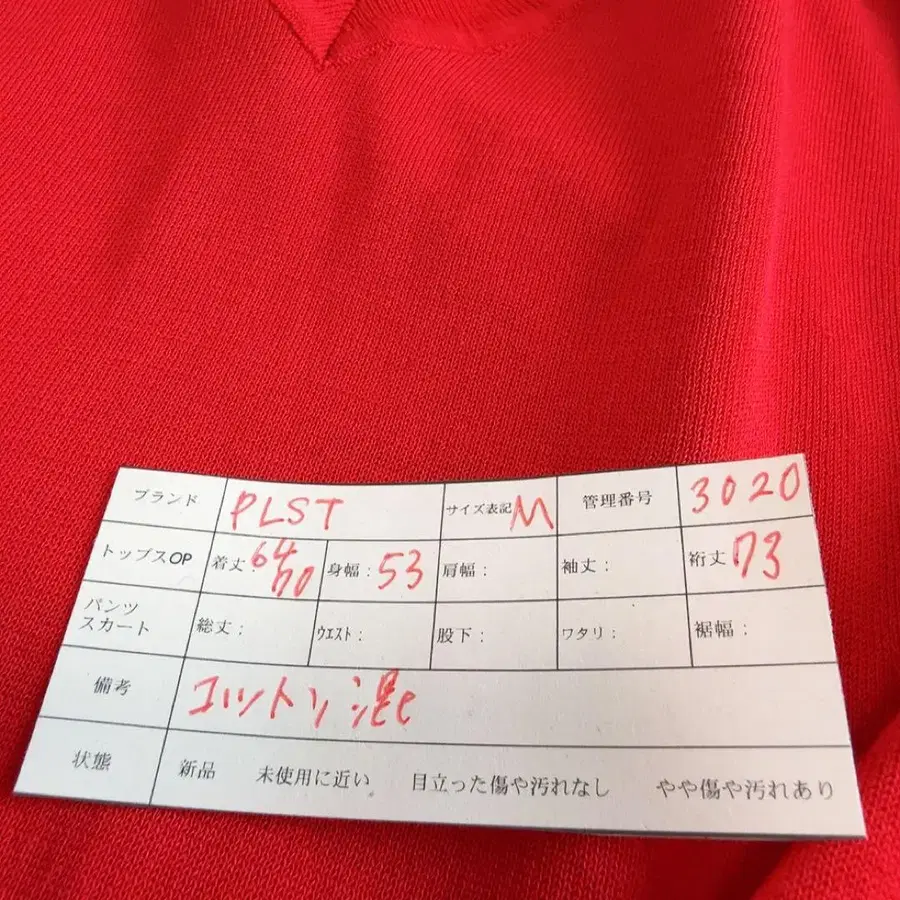 ブランド PLST サイズ表記 M 管理番号 3020
トップスOP 着丈: 64 70 身幅: 53 肩幅: 袖丈: 裄丈 73
パンツ
スカート 総丈: ウエスト: 股下: ワタリ: 裾幅:
備考 コットン混
状態 新品 未使用に近い 目立った傷や汚れなし やや傷や汚れあり